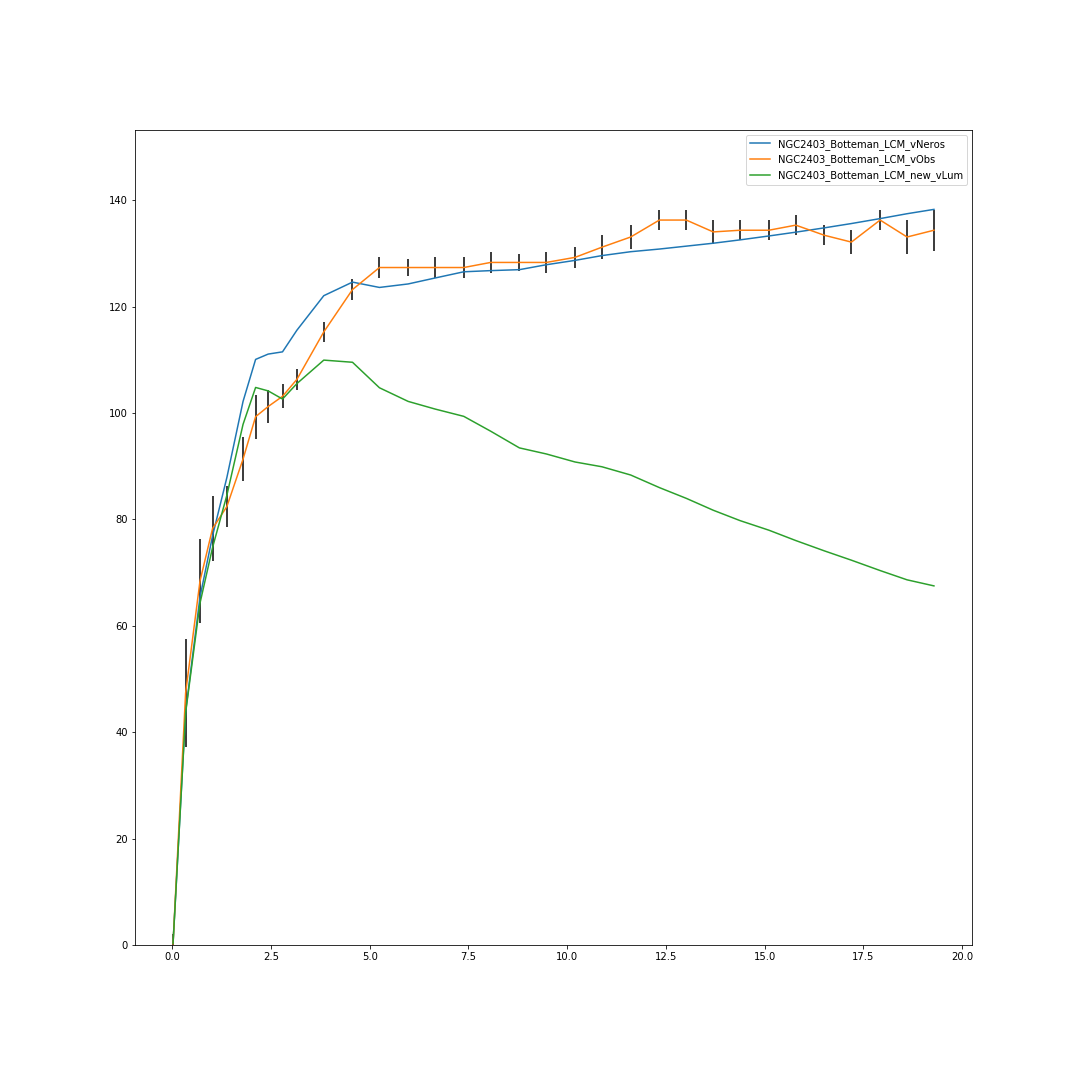 NGC2403_Botteman_LCM_vNeros
NGC2403_Botteman_LCM_vObs
NGC2403_Botteman_LCM_new_vLum
140
120
100
80
60
40
20
0
0.0 2.5 5.0 7.5 10.0 12.5 15.0 17.5 20.0